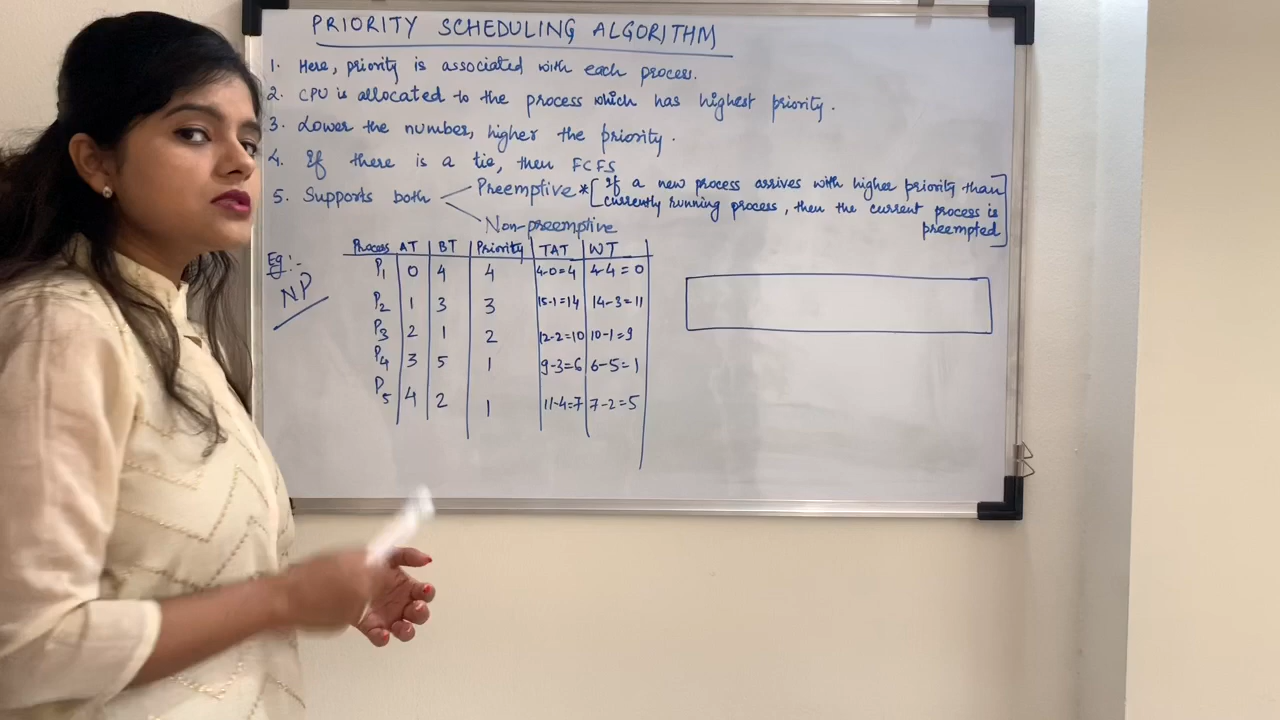 PRIORITY SCHEDULING ALGORITHM
1. Here, priority is associated with each process.
2. CPU is allocated to the process which has highest priority.
3. Lower the number, higher the priority.
4. If there is a tie, then FCFS
5. Supports both
Preemptive * [If a new process arrives with higher priority than
currently running process, then the current process is
preempted]
Non-preemptive
Eg:-
NP
Process AT BT Priority TAT WT
P1 0 4 4 4-0=4 4-4=0
P2 1 3 3 15-1=14 14-3=11
P3 2 1 2 12-2=10 10-1=9
P4 3 5 1 9-3=6 6-5=1
P5 4 2 1 11-4=7 7-2=5